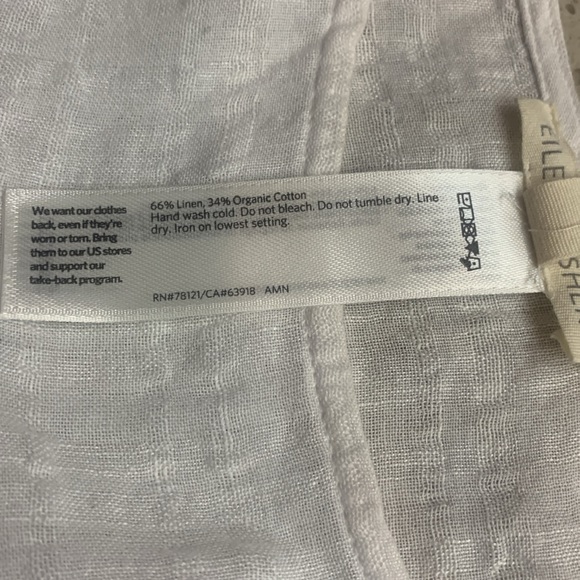 We want our clothes
back, even if they're
worn or torn. Bring
them to our US stores
and support our
take-back program.
66% Linen, 34% Organic Cotton
Hand wash cold. Do not bleach. Do not tumble dry. Line
dry. Iron on lowest setting.
RN#78121/CA#63918 AMN
EILE
SHE